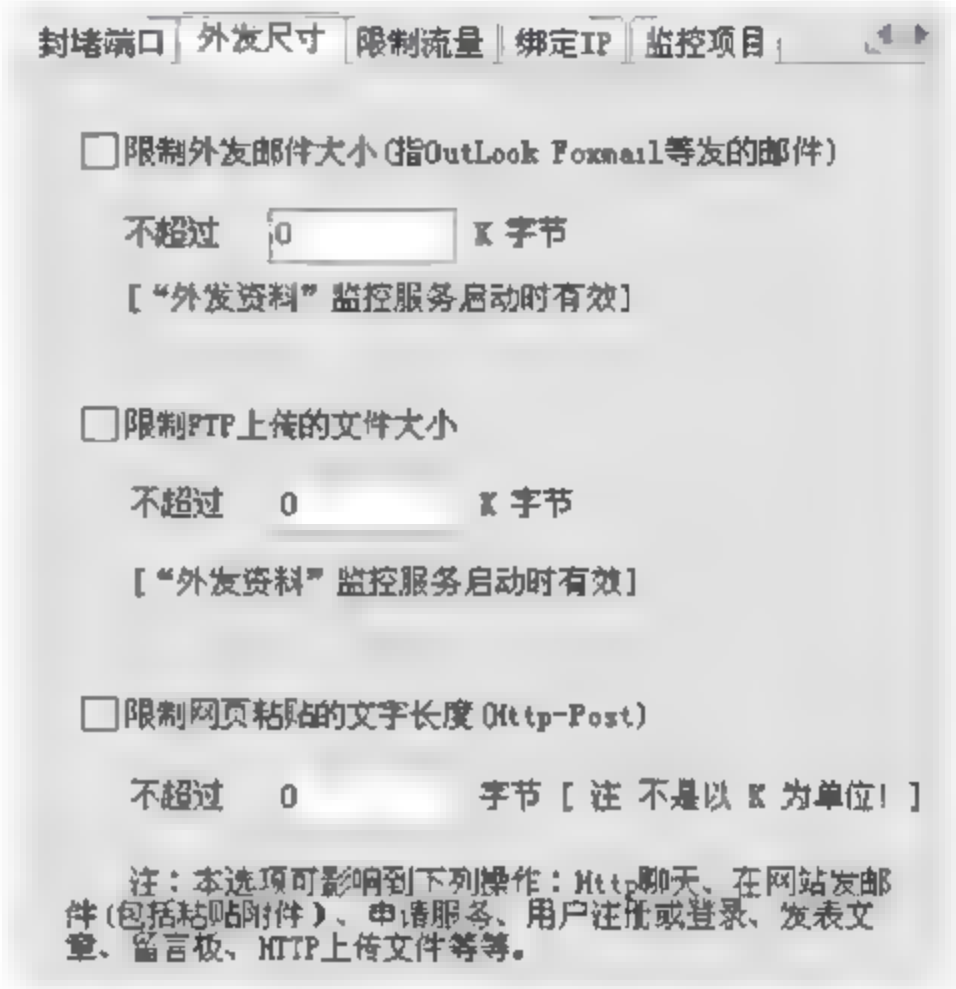 封堵端口 外发尺寸 限制流量 绑定IP 监控项目
限制外发邮件大小(指OutLook Foxmail等发的邮件)
不超过 0 K 字节
[“外发资料”监控服务启动时有效]
限制FTP上传的文件大小
不超过 0 K 字节
[“外发资料”监控服务启动时有效]
限制网页粘贴的文字长度(Http-Post)
不超过 0 字节 [ 注 不是以 K 为单位! ]
注:本选项可影响到下列操作:Http聊天、在网站发邮
件(包括粘贴附件)、申请服务、用户注册或登录、发表文
章、留言板、HTTP上传文件等等。